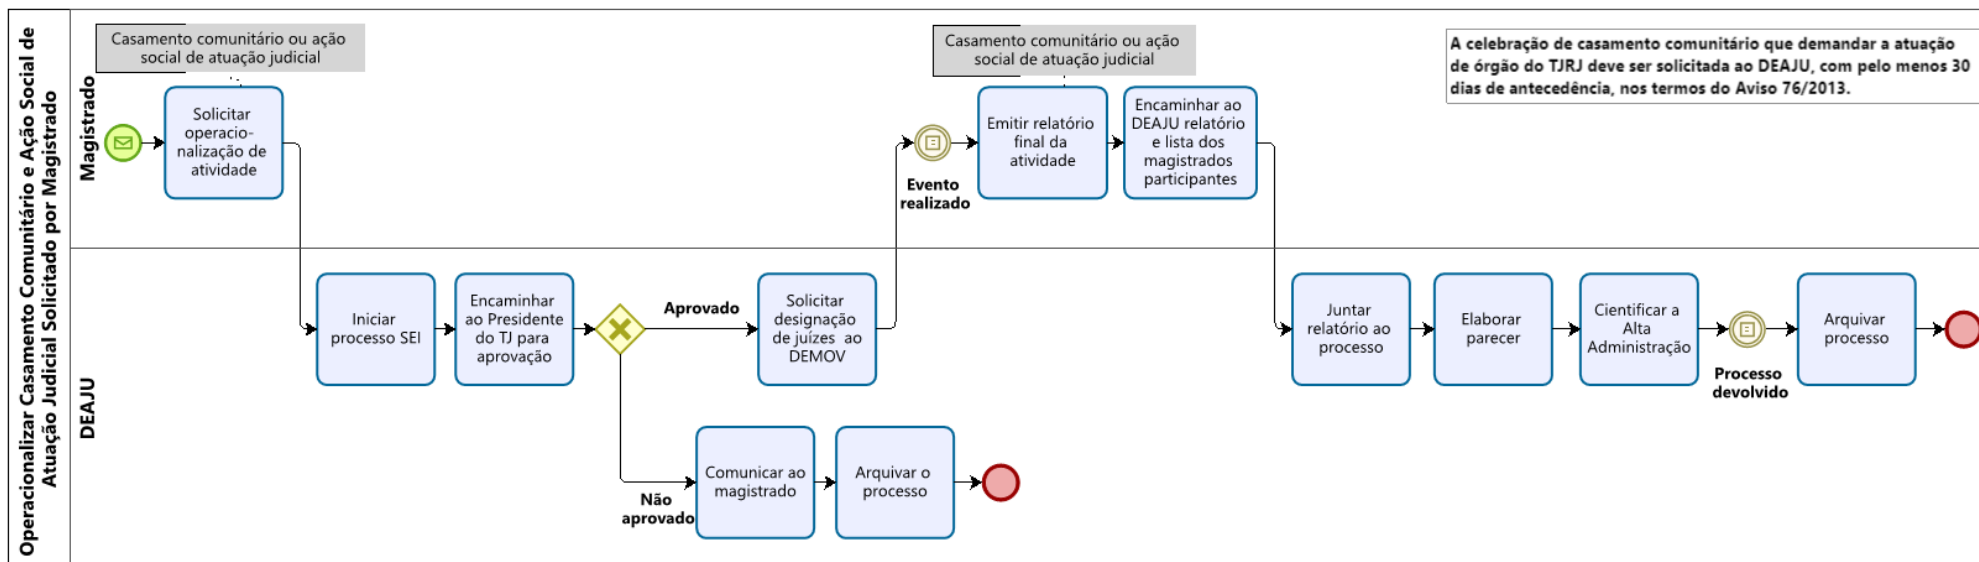 Operacionalizar Casamento Comunitário e Ação Social de
Atuação Judicial Solicitado por Magistrado
Magistrado
Casamento comunitário ou ação
social de atuação judicial
Solicitar
operacio-
nalização de
atividade
Evento
realizado
Casamento comunitário ou ação
social de atuação judicial
Emitir relatório
final da
atividade
Encaminhar ao
DEAJU relatório
e lista dos
magistrados
participantes
A celebração de casamento comunitário que demandar a atuação
de órgão do TJRJ deve ser solicitada ao DEAJU, com pelo menos 30
dias de antecedência, nos termos do Aviso 76/2013.
DEAJU
Iniciar
processo SEI
Encaminhar
ao Presidente
do TJ para
aprovação
Aprovado
Solicitar
designação
de juízes ao
DEMOV
Não
aprovado
Comunicar ao
magistrado
Arquivar o
processo
Juntar
relatório ao
processo
Elaborar
parecer
Cientificar a
Alta
Administração
Processo
devolvido
Arquivar
processo